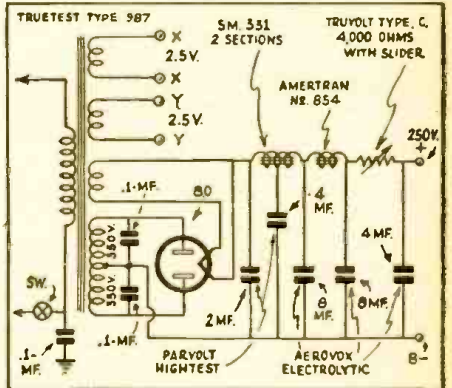 TRUETEST TYPE 987
SM. 331
2 SECTIONS
TRUVOLT TYPE, C,
4,000 OHMS
WITH SLIDER
AMERTRAN
No. 854
X
2.5V.
X
Y
2.5V.
Y
250V.
+
.1-MF.
80
.4
MF.
4 MF.
350V.
350V.
SW.
2 MF.
8
MF.
8 MF.
.1-
MF.
.1-MF.
PARVOLT
HIGHTEST
AEROVOX
ELECTROLYTIC
B-